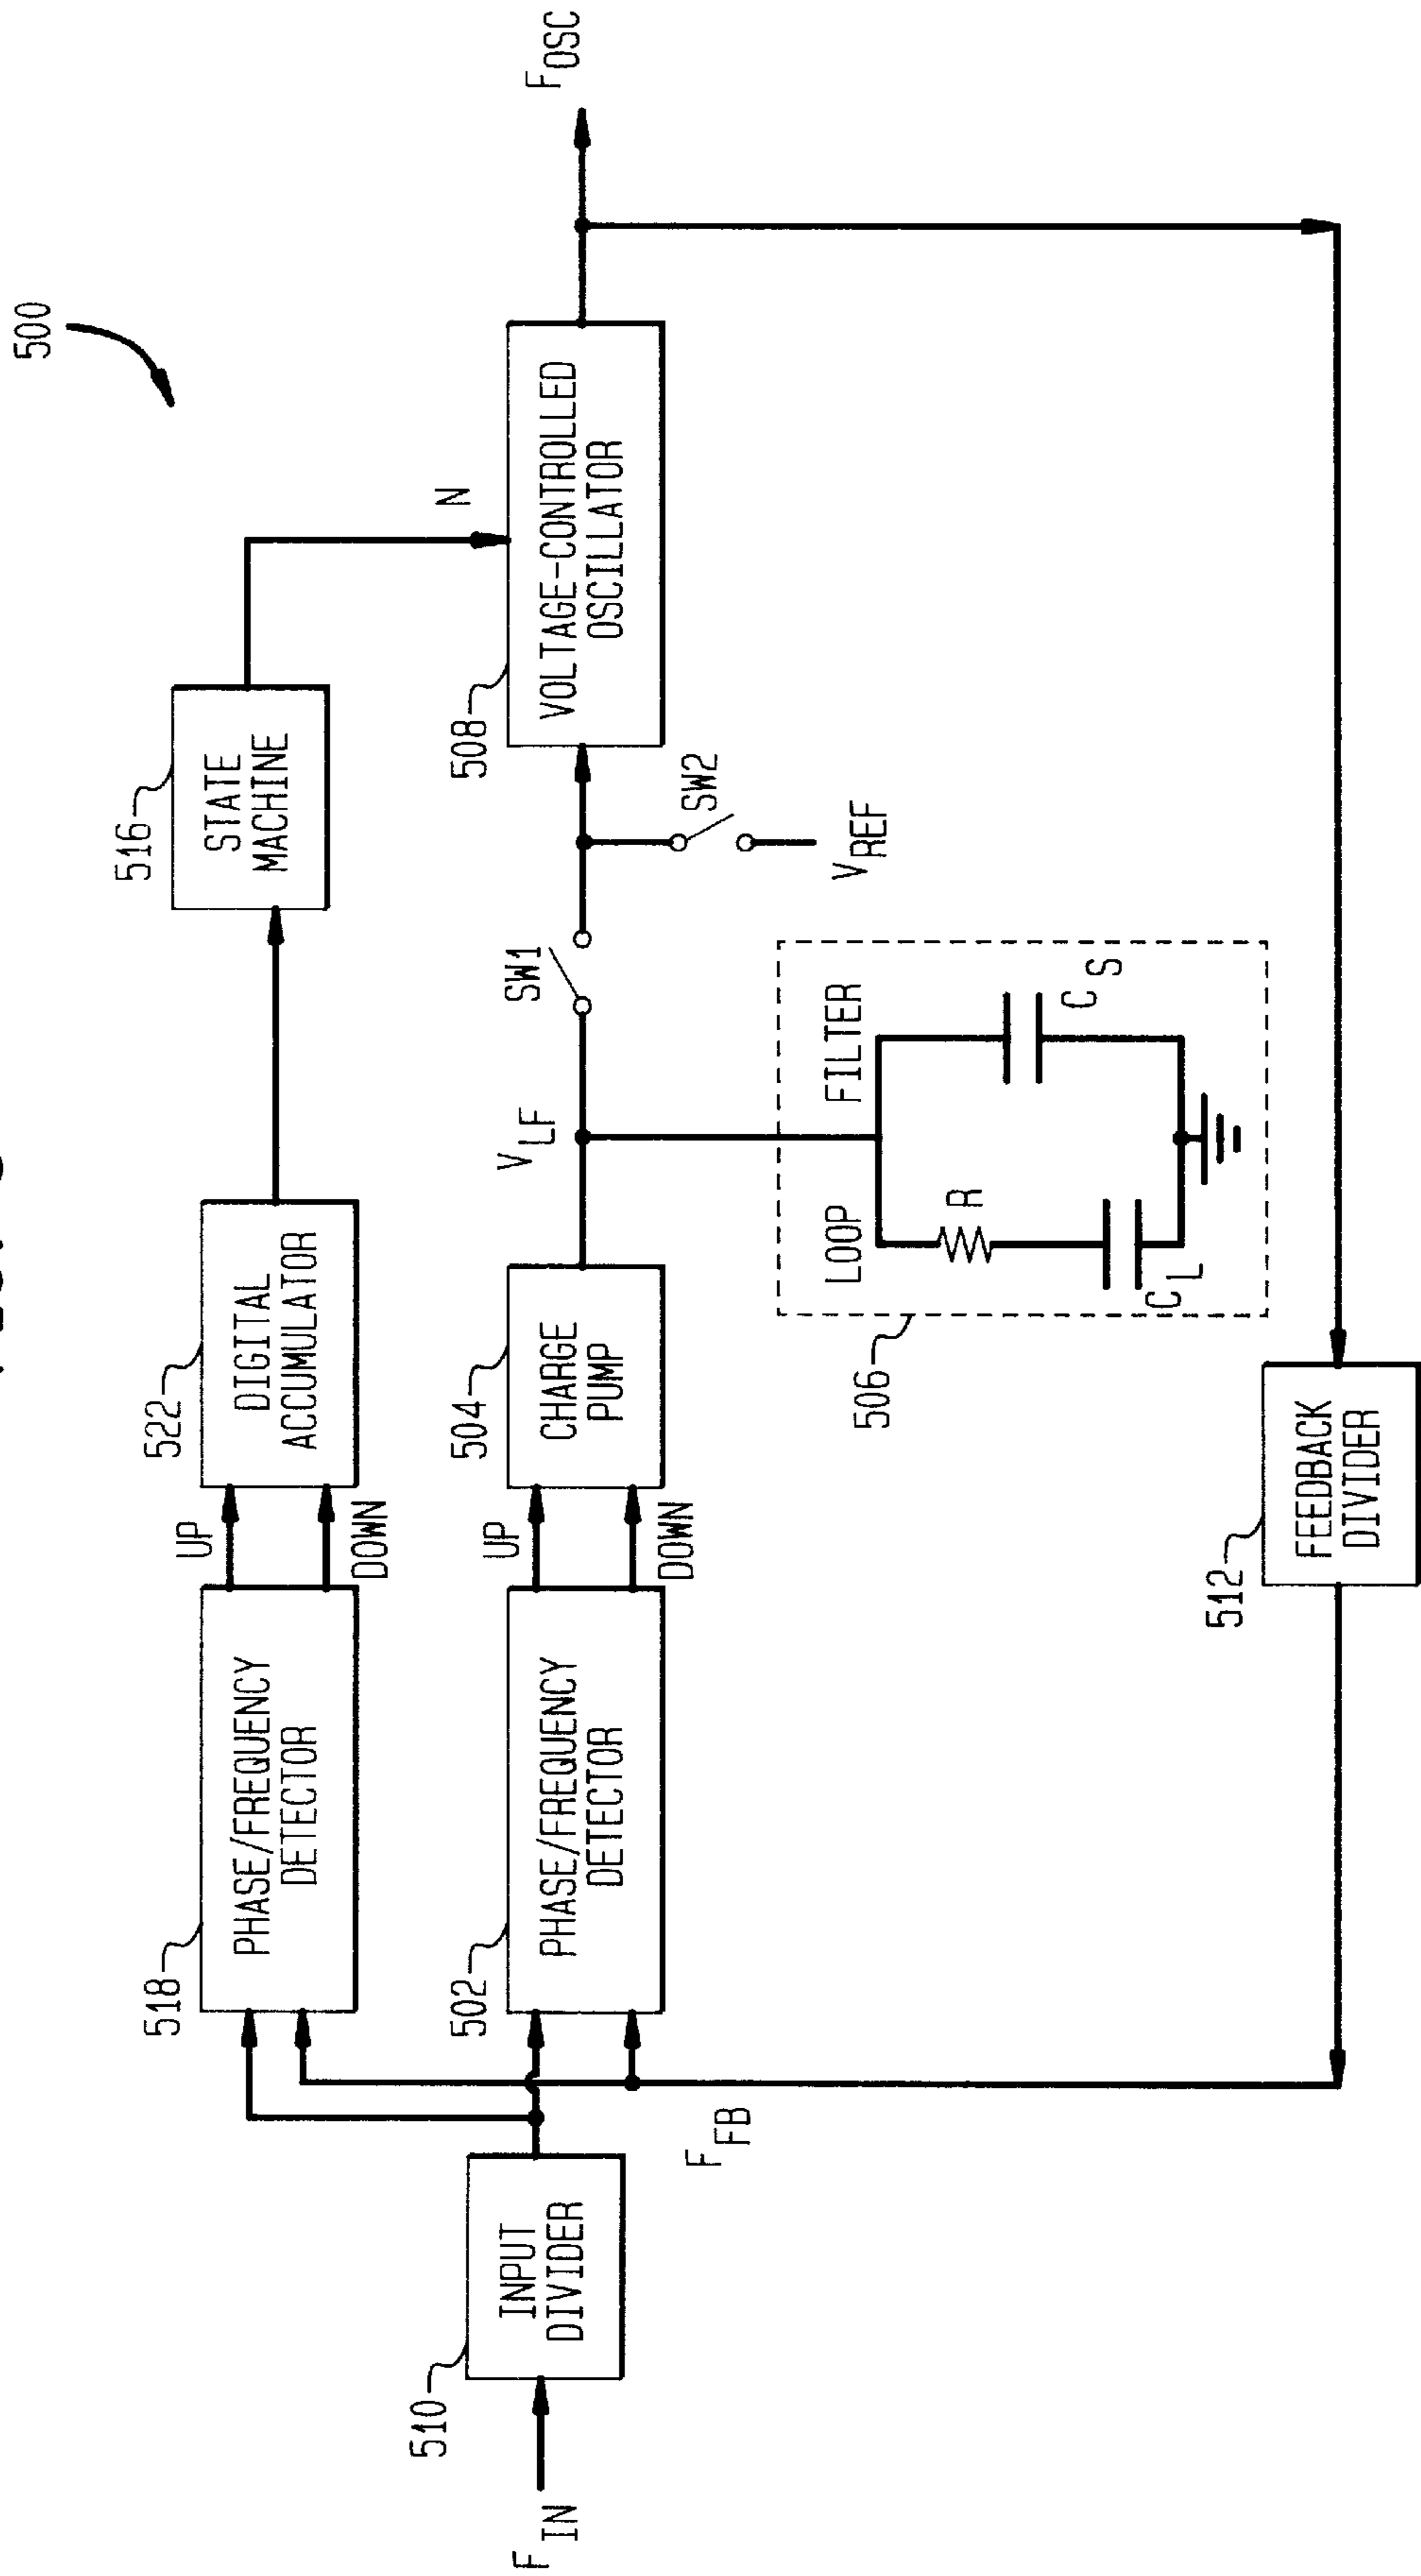 500
516
STATE
MACHINE
N
522
DIGITAL
ACCUMULATOR
UP
DOWN
518
PHASE/FREQUENCY
DETECTOR
F IN
510
INPUT
DIVIDER
502
PHASE/FREQUENCY
DETECTOR
UP
DOWN
504
CHARGE
PUMP
V LF
SW1
SW2
V REF
508
VOLTAGE-CONTROLLED
OSCILLATOR
F OSC
F FB
506
LOOP FILTER
R
C L
C S
512
FEEDBACK
DIVIDER